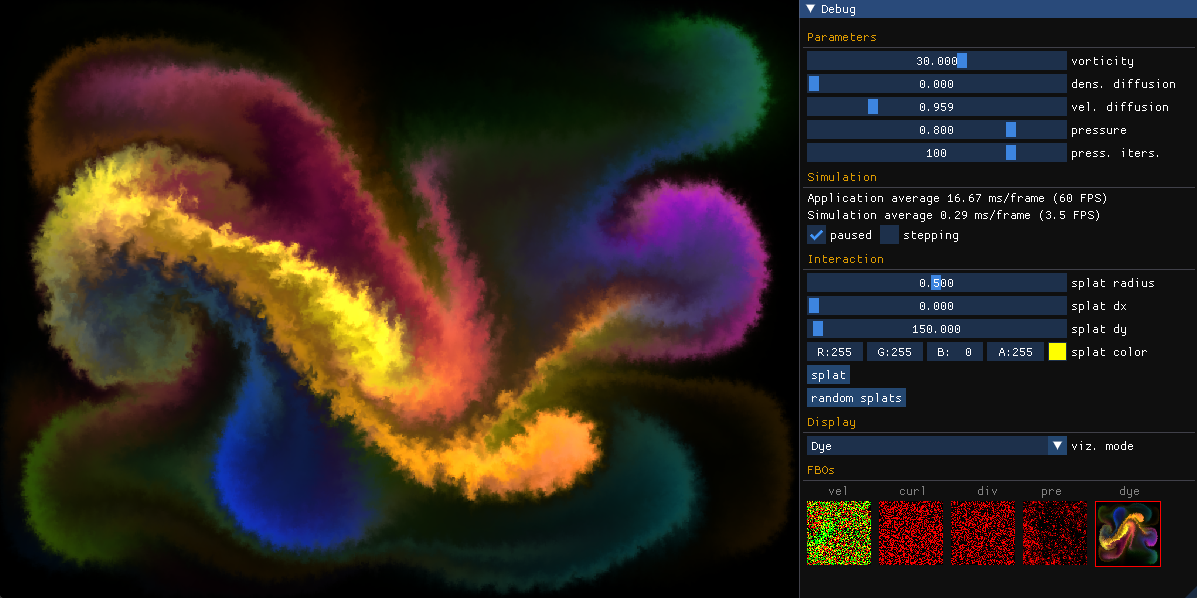 Debug
Parameters
30.000 vorticity
0.000 dens. diffusion
0.959 vel. diffusion
0.800 pressure
100 press. iters.
Simulation
Application average 16.67 ms/frame (60 FPS)
Simulation average 0.29 ms/frame (3.5 FPS)
paused stepping
Interaction
0.500 splat radius
0.000 splat dx
150.000 splat dy
R:255 G:255 B: 0 A:255 splat color
splat
random splats
Display
Dye viz. mode
FBOs
vel curl div pre dye